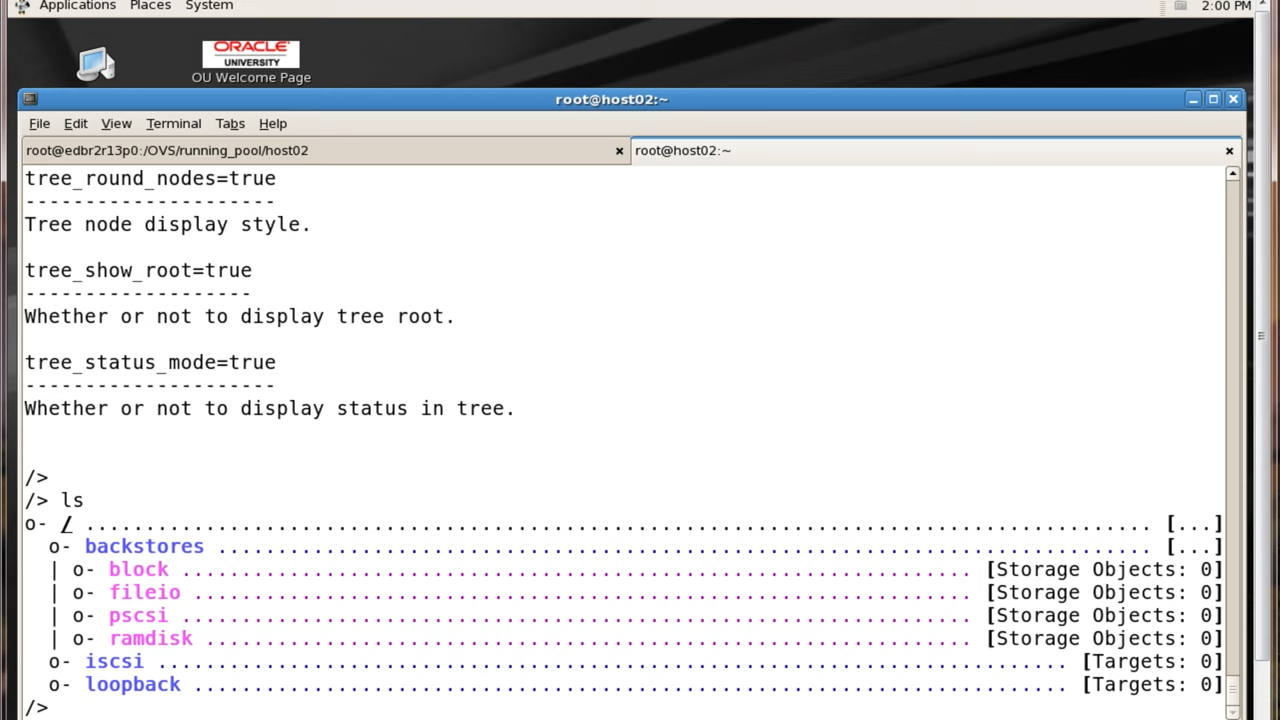 Applications Places System 2:00 PM
ORACLE
UNIVERSITY
OU Welcome Page
root@host02:~
File Edit View Terminal Tabs Help
root@edbr2r13p0:/OVS/running_pool/host02 root@host02:~
tree_round_nodes=true
---------------------
Tree node display style.
tree_show_root=true
-------------------
Whether or not to display tree root.
tree_status_mode=true
---------------------
Whether or not to display status in tree.
/>
/> ls
o- / ......................................................................................... [...]
o- backstores .............................................................................. [...]
| o- block .................................................................. [Storage Objects: 0]
| o- fileio ................................................................. [Storage Objects: 0]
| o- pscsi .................................................................. [Storage Objects: 0]
| o- ramdisk ................................................................ [Storage Objects: 0]
o- iscsi ............................................................................ [Targets: 0]
o- loopback ......................................................................... [Targets: 0]
/>